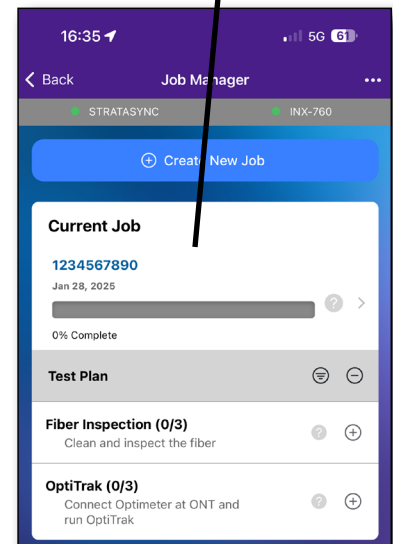 16:35
5G 61
Back
Job Manager
STRATASYNC
INX-760
Create New Job
Current Job
1234567890
Jan 28, 2025
0% Complete
Test Plan
Fiber Inspection (0/3)
Clean and inspect the fiber
OptiTrak (0/3)
Connect Optimeter at ONT and
run OptiTrak